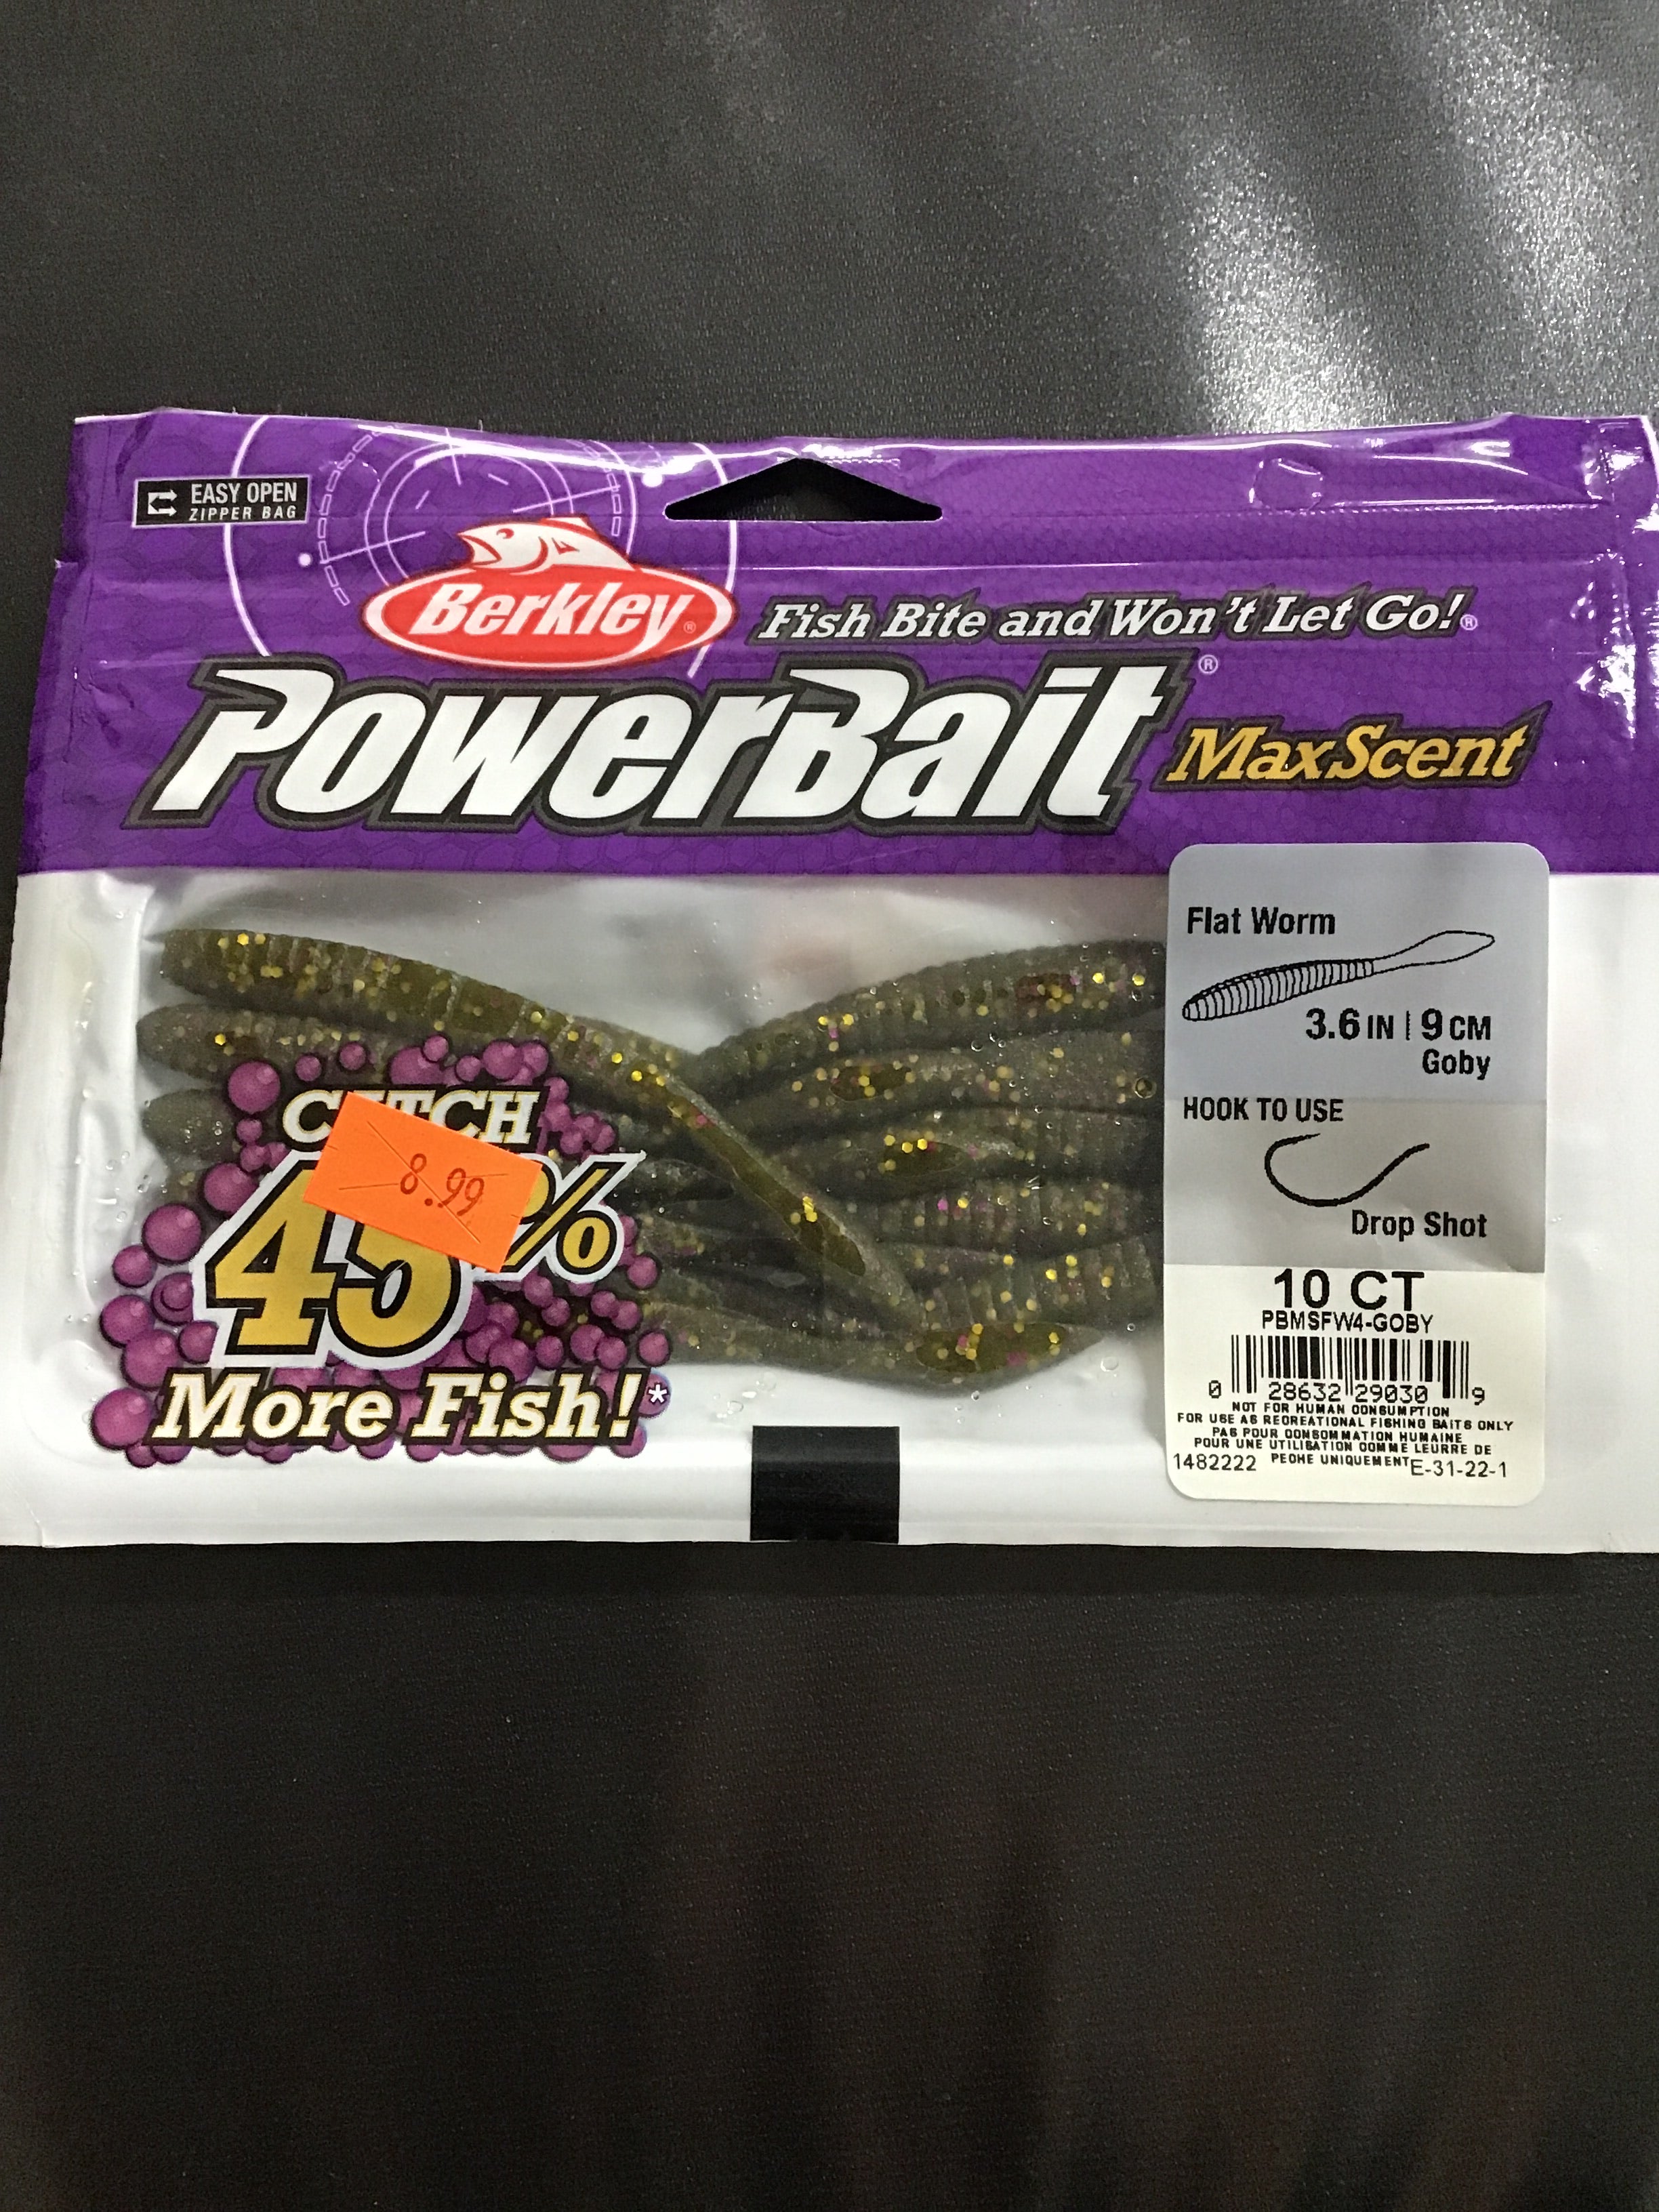 EASY OPEN
ZIPPER BAG
Berkley®
Fish Bite and Won't Let Go!®
PowerBait®
MaxScent
Flat Worm
3.6 IN | 9 CM
Goby
HOOK TO USE
Drop Shot
10 CT
PBMSFW4-GOBY
0 28632 29030 9
NOT FOR HUMAN CONSUMPTION
FOR USE AS RECREATIONAL FISHING BAITS ONLY
PAS POUR CONSOMMATION HUMAINE
POUR UNE UTILISATION COMME LEURRE DE
PECHE UNIQUEMENT
1482222
E-31-22-1
CATCH
8.99
45%
More Fish!*